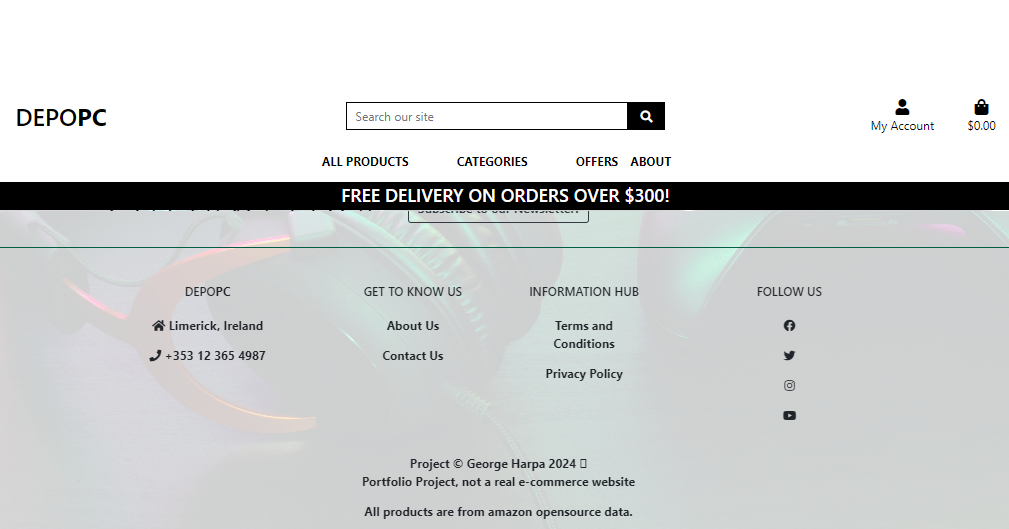 DEPOPC
Search our site
My Account
$0.00
ALL PRODUCTS CATEGORIES OFFERS ABOUT
FREE DELIVERY ON ORDERS OVER $300!
Subscribe to our Newsletter!
DEPOPC
Limerick, Ireland
+353 12 365 4987
GET TO KNOW US
About Us
Contact Us
INFORMATION HUB
Terms and
Conditions
Privacy Policy
FOLLOW US
Project © George Harpa 2024
Portfolio Project, not a real e-commerce website
All products are from amazon opensource data.